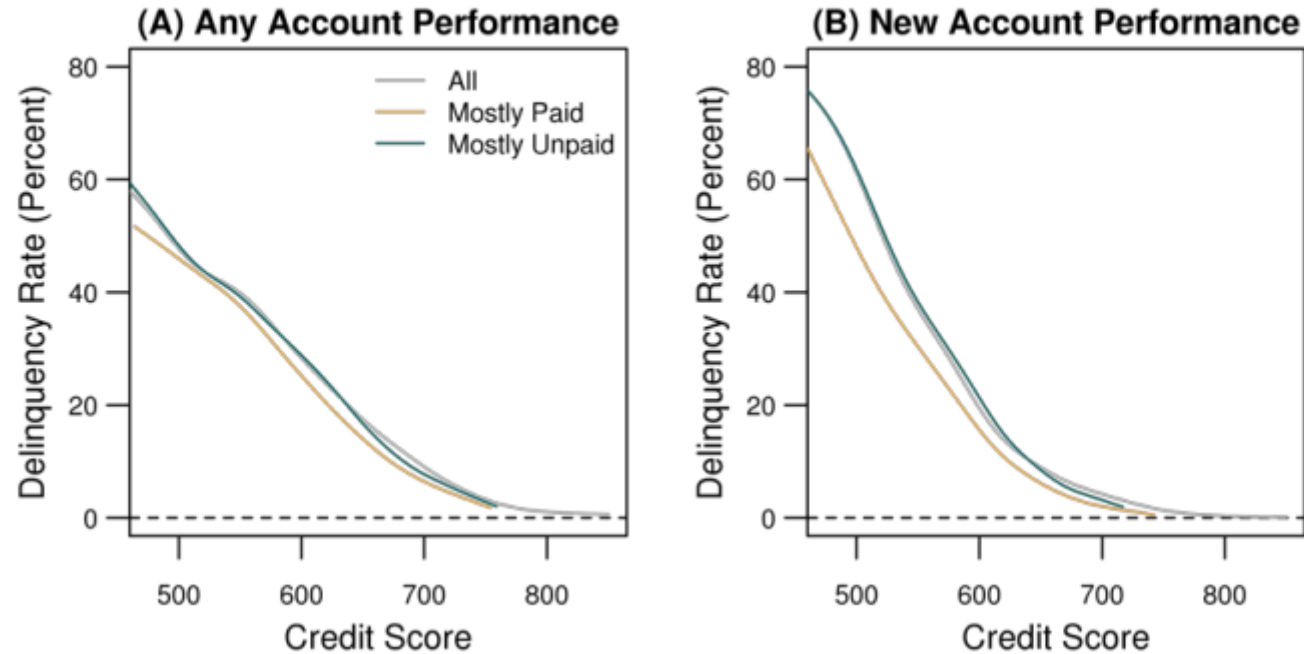 (A) Any Account Performance
Delinquency Rate (Percent)
80
60
40
20
0
All
Mostly Paid
Mostly Unpaid
500 600 700 800
Credit Score
(B) New Account Performance
Delinquency Rate (Percent)
80
60
40
20
0
500 600 700 800
Credit Score